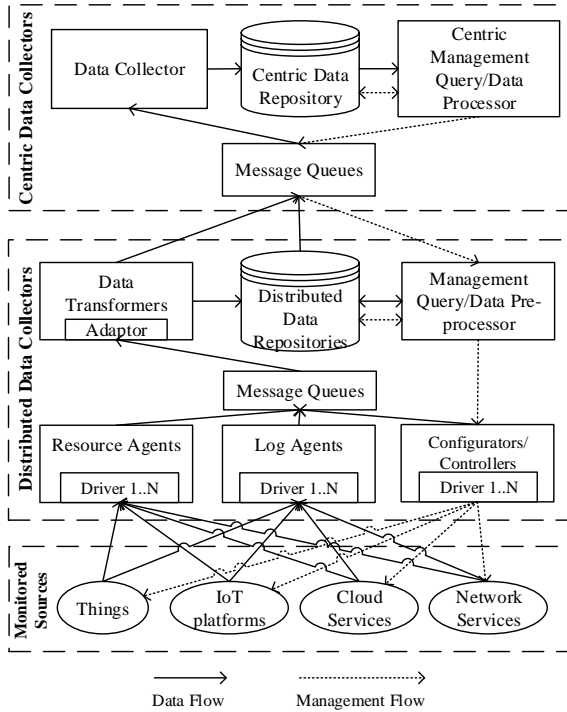 Centric Data Collectors
Data Collector
Centric Data
Repository
Centric
Management
Query/Data
Processor
Message Queues
Distributed Data Collectors
Data
Transformers
Adaptor
Distributed
Data
Repositories
Management
Query/Data Pre-
processor
Message Queues
Resource Agents
Driver 1..N
Log Agents
Driver 1..N
Configurators/
Controllers
Driver 1..N
Monitored
Sources
Things
IoT
platforms
Cloud
Services
Network
Services
Data Flow
Management Flow